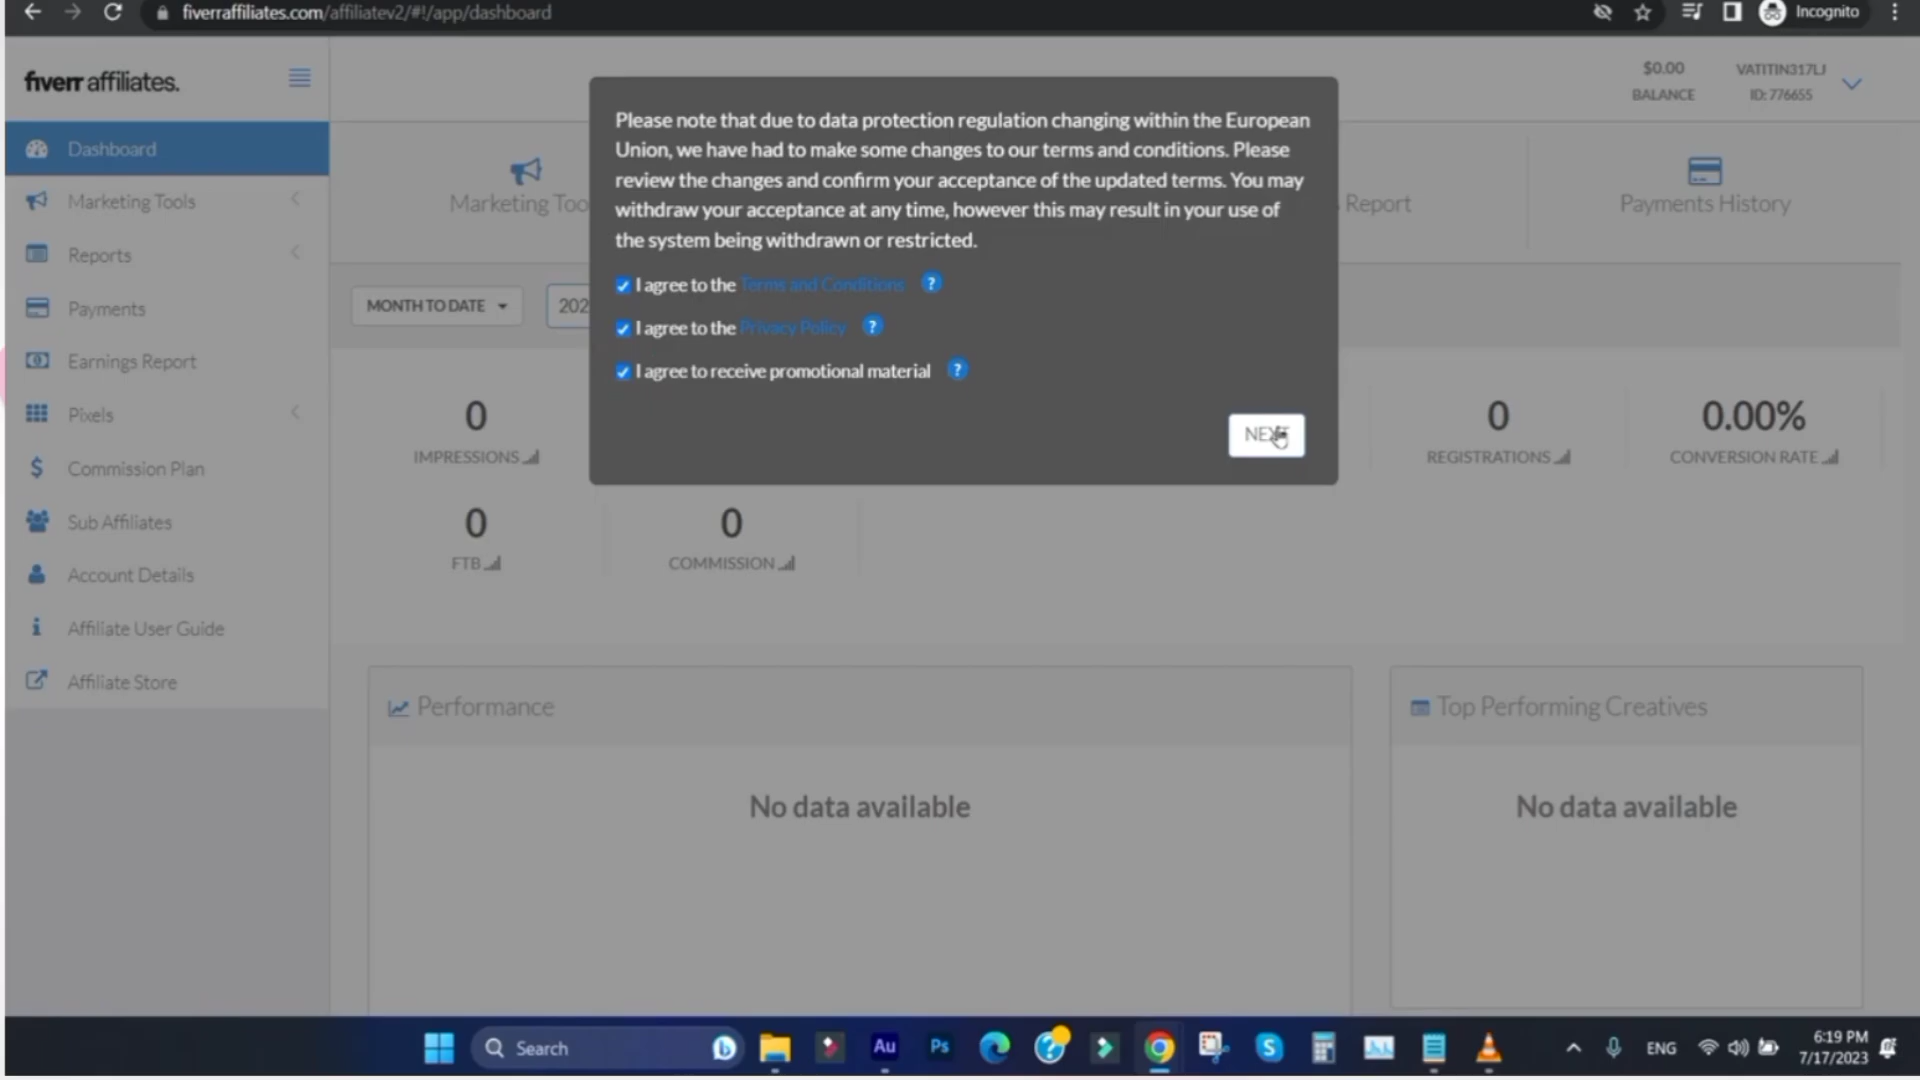 fiverraffiliates.com/affiliatev2/#!/app/dashboard
Incognito
fiverr affiliates.
$0.00
BALANCE
VATITIN317LJ
ID: 776655
Dashboard
Marketing Tools
Reports
Payments
Earnings Report
Pixels
Commission Plan
Sub Affiliates
Account Details
Affiliate User Guide
Affiliate Store
Marketing Too
Report
Payments History
MONTH TO DATE
202
Please note that due to data protection regulation changing within the European
Union, we have had to make some changes to our terms and conditions. Please
review the changes and confirm your acceptance of the updated terms. You may
withdraw your acceptance at any time, however this may result in your use of
the system being withdrawn or restricted.
I agree to the Terms and Conditions ?
I agree to the Privacy Policy ?
I agree to receive promotional material ?
NEXT
0
IMPRESSIONS
0
REGISTRATIONS
0.00%
CONVERSION RATE
0
FTB
0
COMMISSION
Performance
No data available
Top Performing Creatives
No data available
Search
Au
Ps
ENG
6:19 PM
7/17/2023